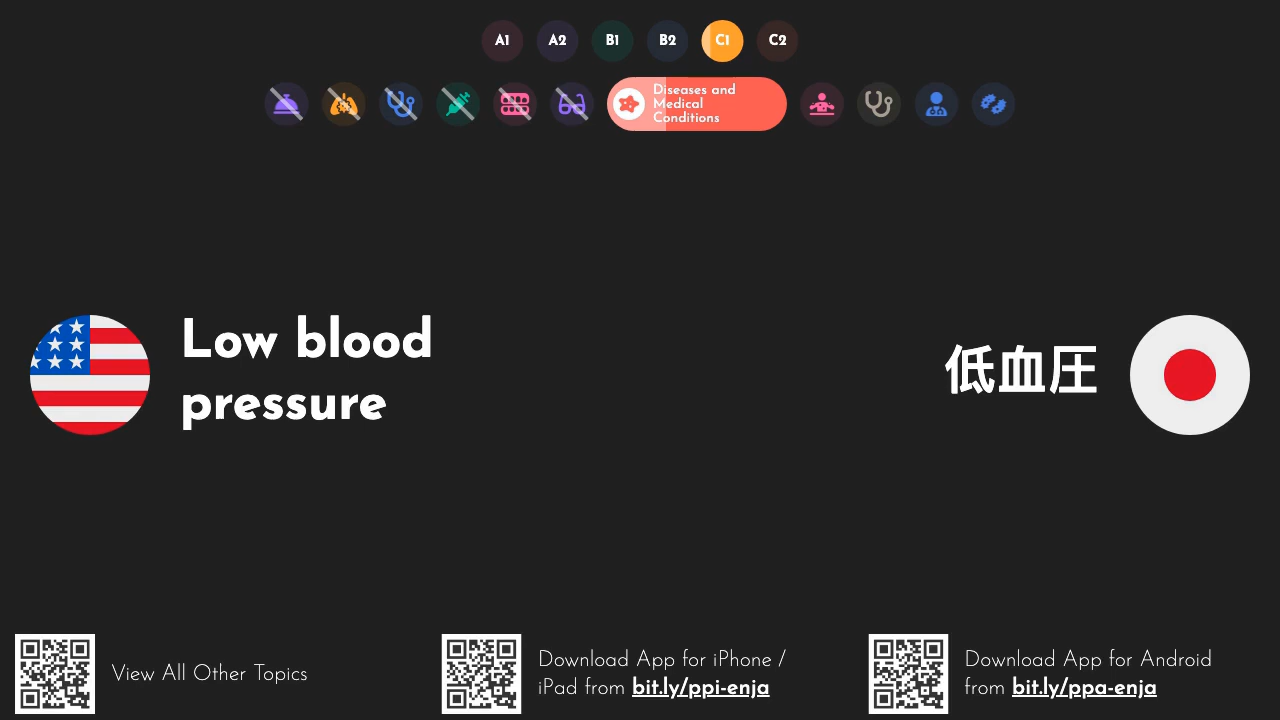 A1 A2 B1 B2 C1 C2
Diseases and
Medical
Conditions
Low blood
pressure
低血圧
View All Other Topics
Download App for iPhone /
iPad from bit.ly/ppi-enja
Download App for Android
from bit.ly/ppa-enja